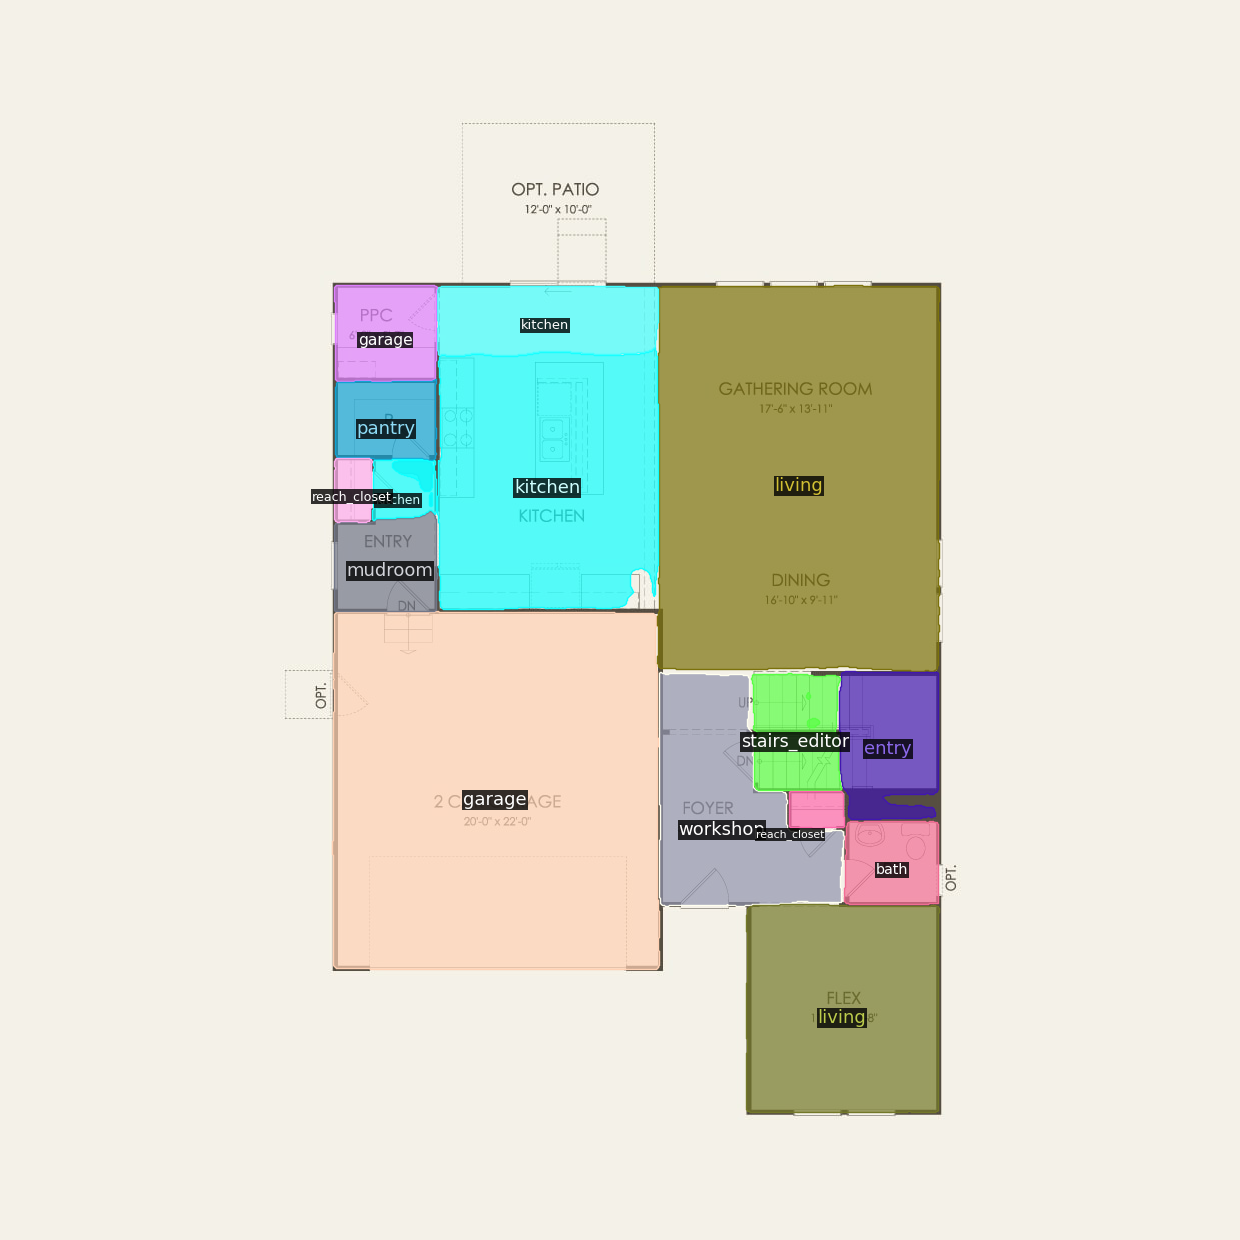 OPT. PATIO
12'-0" x 10'-0"
PPC
garage
kitchen
GATHERING ROOM
17'-6" x 13'-11"
pantry
kitchen
living
reach_closet
chen
KITCHEN
ENTRY
mudroom
DINING
16'-10" x 9'-11"
DN
OPT.
UP
stairs_editor
entry
DN
garage
20'-0" x 22'-0"
FOYER
workshop
reach_closet
bath
OPT.
FLEX
living
8"